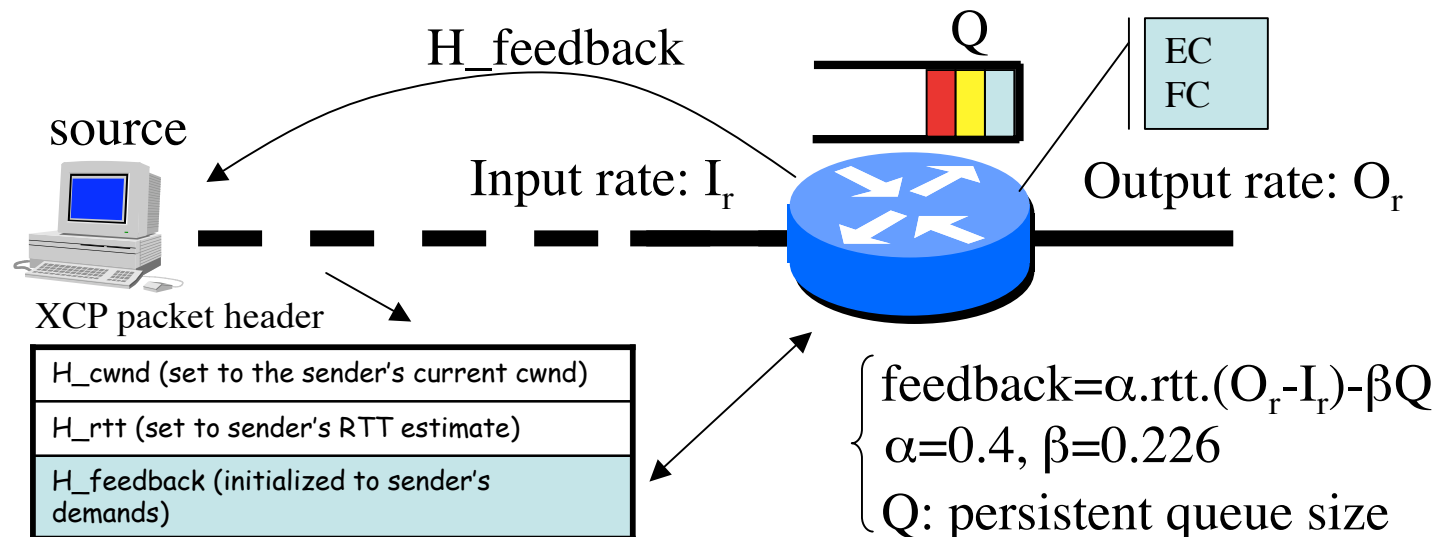 H_feedback
Q
EC
FC
source
Input rate: Iᵣ
Output rate: Oᵣ
XCP packet header
H_cwnd (set to the sender's current cwnd)
H_rtt (set to sender's RTT estimate)
H_feedback (initialized to sender's
demands)
feedback=α.rtt.(Oᵣ-Iᵣ)-βQ
α=0.4, β=0.226
Q: persistent queue size